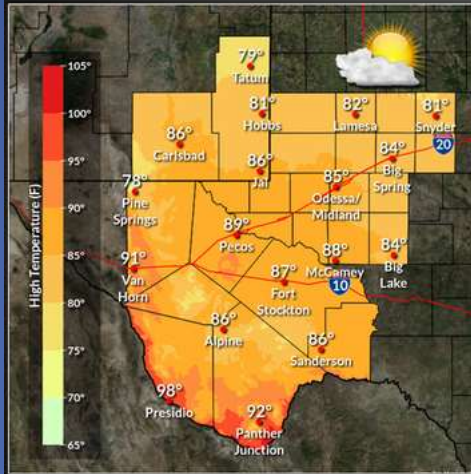 105°
100°
95°
90°
85°
80°
75°
70°
65°
High Temperature (F)
79°
Tatum
81°
Hobbs
82°
Lamesa
81°
Snyder
20
86°
Carlsbad
86°
Jal
84°
Big
Spring
85°
Odessa/
Midland
78°
Pine
Springs
89°
Pecos
91°
Van
Horn
88°
McCamey
84°
Big
Lake
10
87°
Fort
Stockton
86°
Alpine
86°
Sanderson
98°
Presidio
92°
Panther
Junction